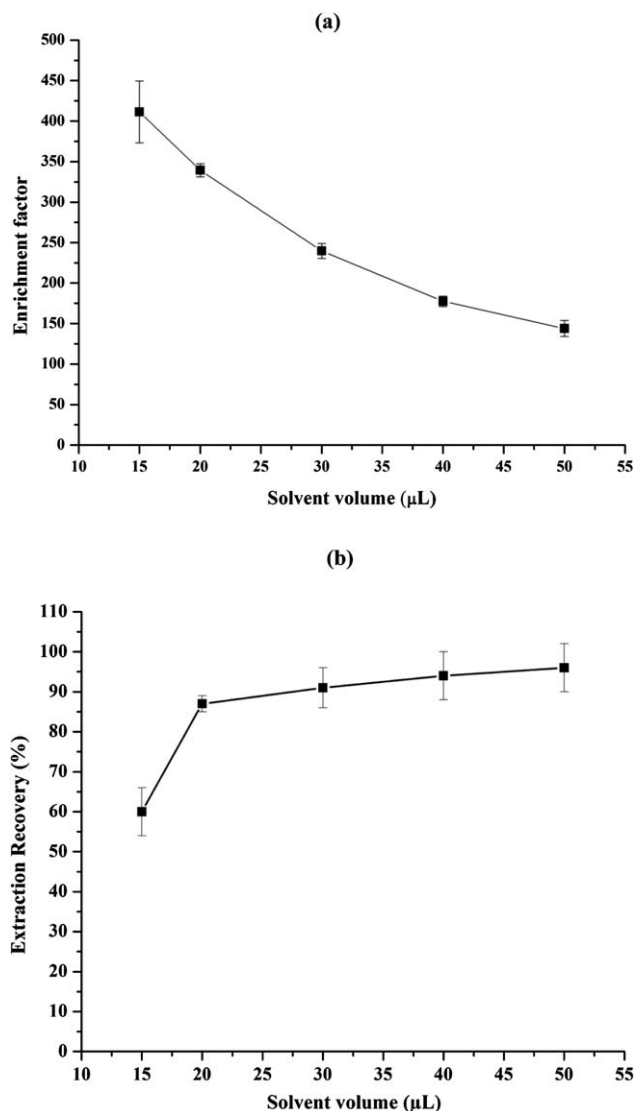 (a)
500
450
400
350
300
250
200
150
100
50
0
Enrichment factor
10 15 20 25 30 35 40 45 50 55
Solvent volume (µL)
(b)
110
100
90
80
70
60
50
40
30
20
10
0
Extraction Recovery (%)
10 15 20 25 30 35 40 45 50 55
Solvent volume (µL)